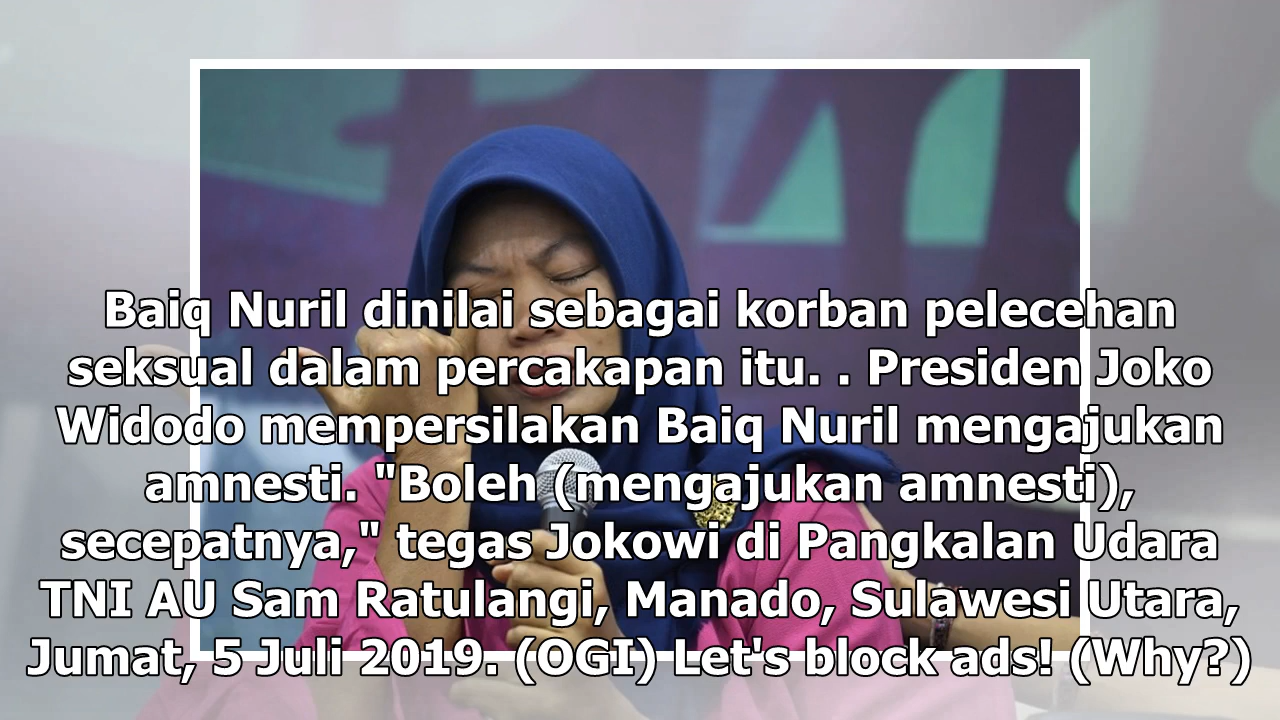 Baiq Nuril dinilai sebagai korban pelecehan
seksual dalam percakapan itu. . Presiden Joko
Widodo mempersilakan Baiq Nuril mengajukan
amnesti. "Boleh (mengajukan amnesti),
secepatnya," tegas Jokowi di Pangkalan Udara
TNI AU Sam Ratulangi, Manado, Sulawesi Utara,
Jumat, 5 Juli 2019. (OGI) Let's block ads! (Why?)